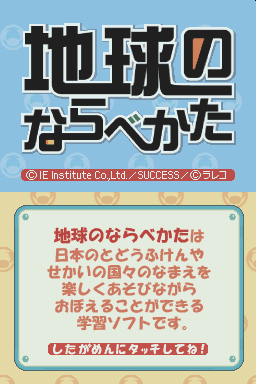 地球の
ならべかた
©IE Institute Co.,Ltd./SUCCESS/©ラレコ
地球のならべかたは
日本のとどうふけんや
せかいの国々のなまえを
楽しくあそびながら
おぼえることができる
学習ソフトです。
したがめんにタッチしてね!